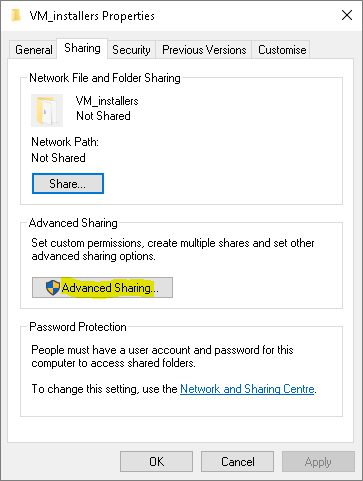 VM_installers Properties
General Sharing Security Previous Versions Customise
Network File and Folder Sharing
VM_installers
Not Shared
Network Path:
Not Shared
Share...
Advanced Sharing
Set custom permissions, create multiple shares and set other
advanced sharing options.
Advanced Sharing...
Password Protection
People must have a user account and password for this
computer to access shared folders.
To change this setting, use the Network and Sharing Centre.
OK Cancel Apply